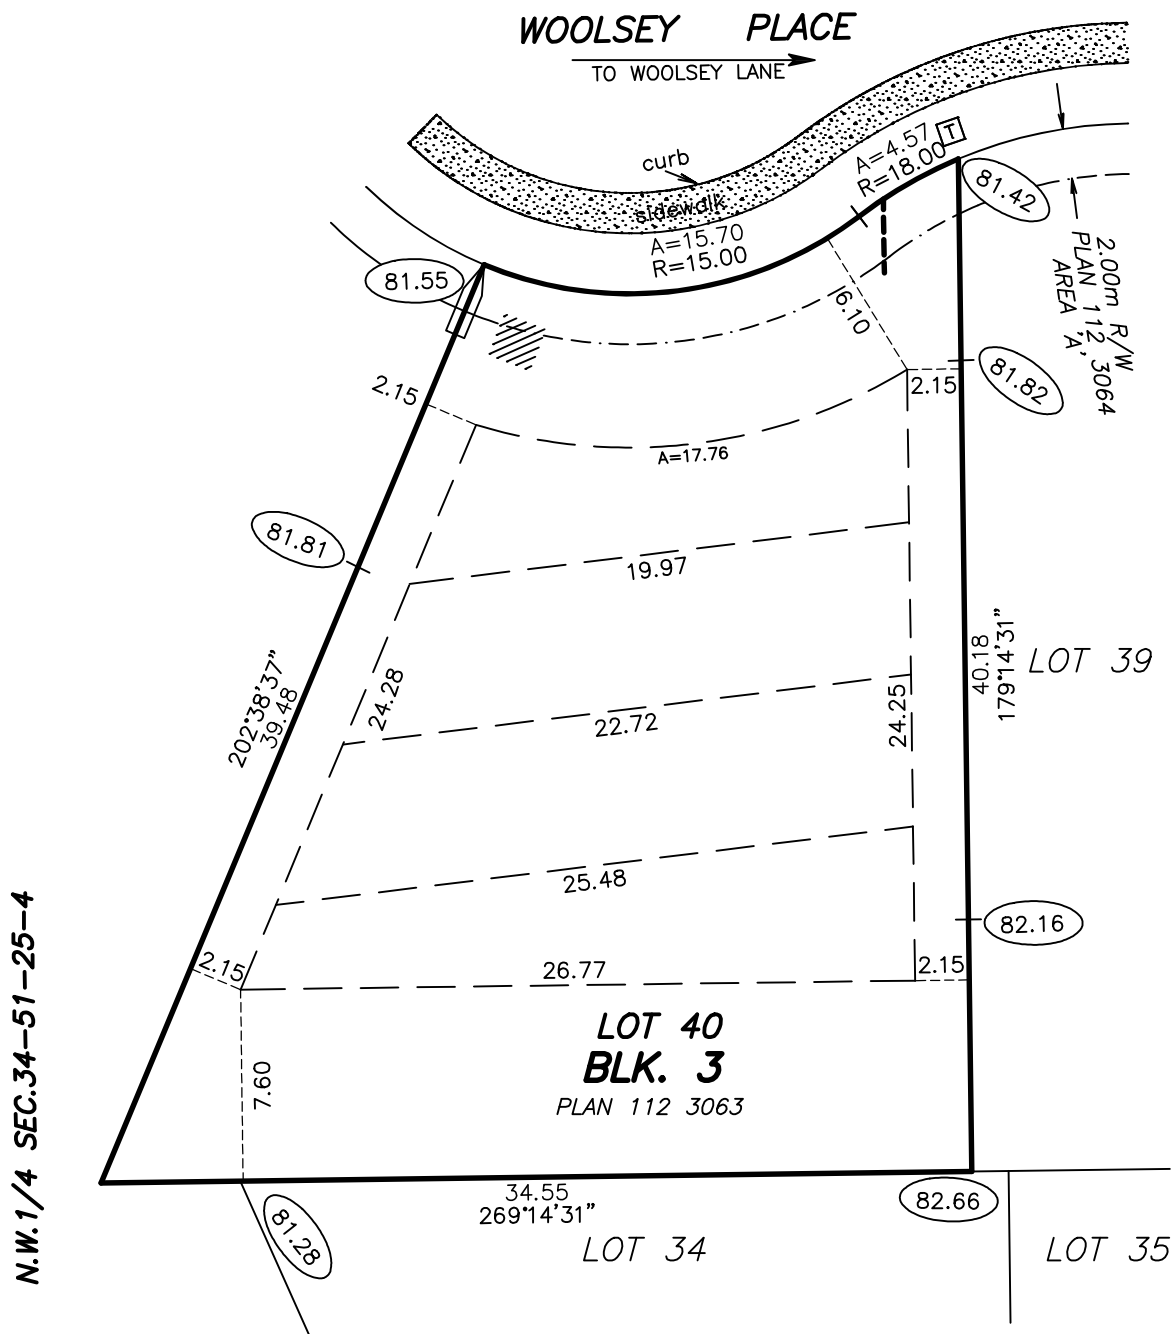 WOOLSEY PLACE
TO WOOLSEY LANE
curb
sidewalk
A=4.57
R=18.00
T
81.42
A=15.70
R=15.00
81.55
2.00m R/W
PLAN 112 3064
AREA 'A'
6.10
2.15
2.15
81.82
A=17.76
81.81
19.97
202°38'37"
39.48
24.28
22.72
24.25
40.18
179°14'31"
LOT 39
25.48
82.16
2.15
26.77
2.15
LOT 40
BLK. 3
PLAN 112 3063
7.60
N.W.1/4 SEC.34-51-25-4
34.55
269°14'31"
82.66
81.28
LOT 34
LOT 35